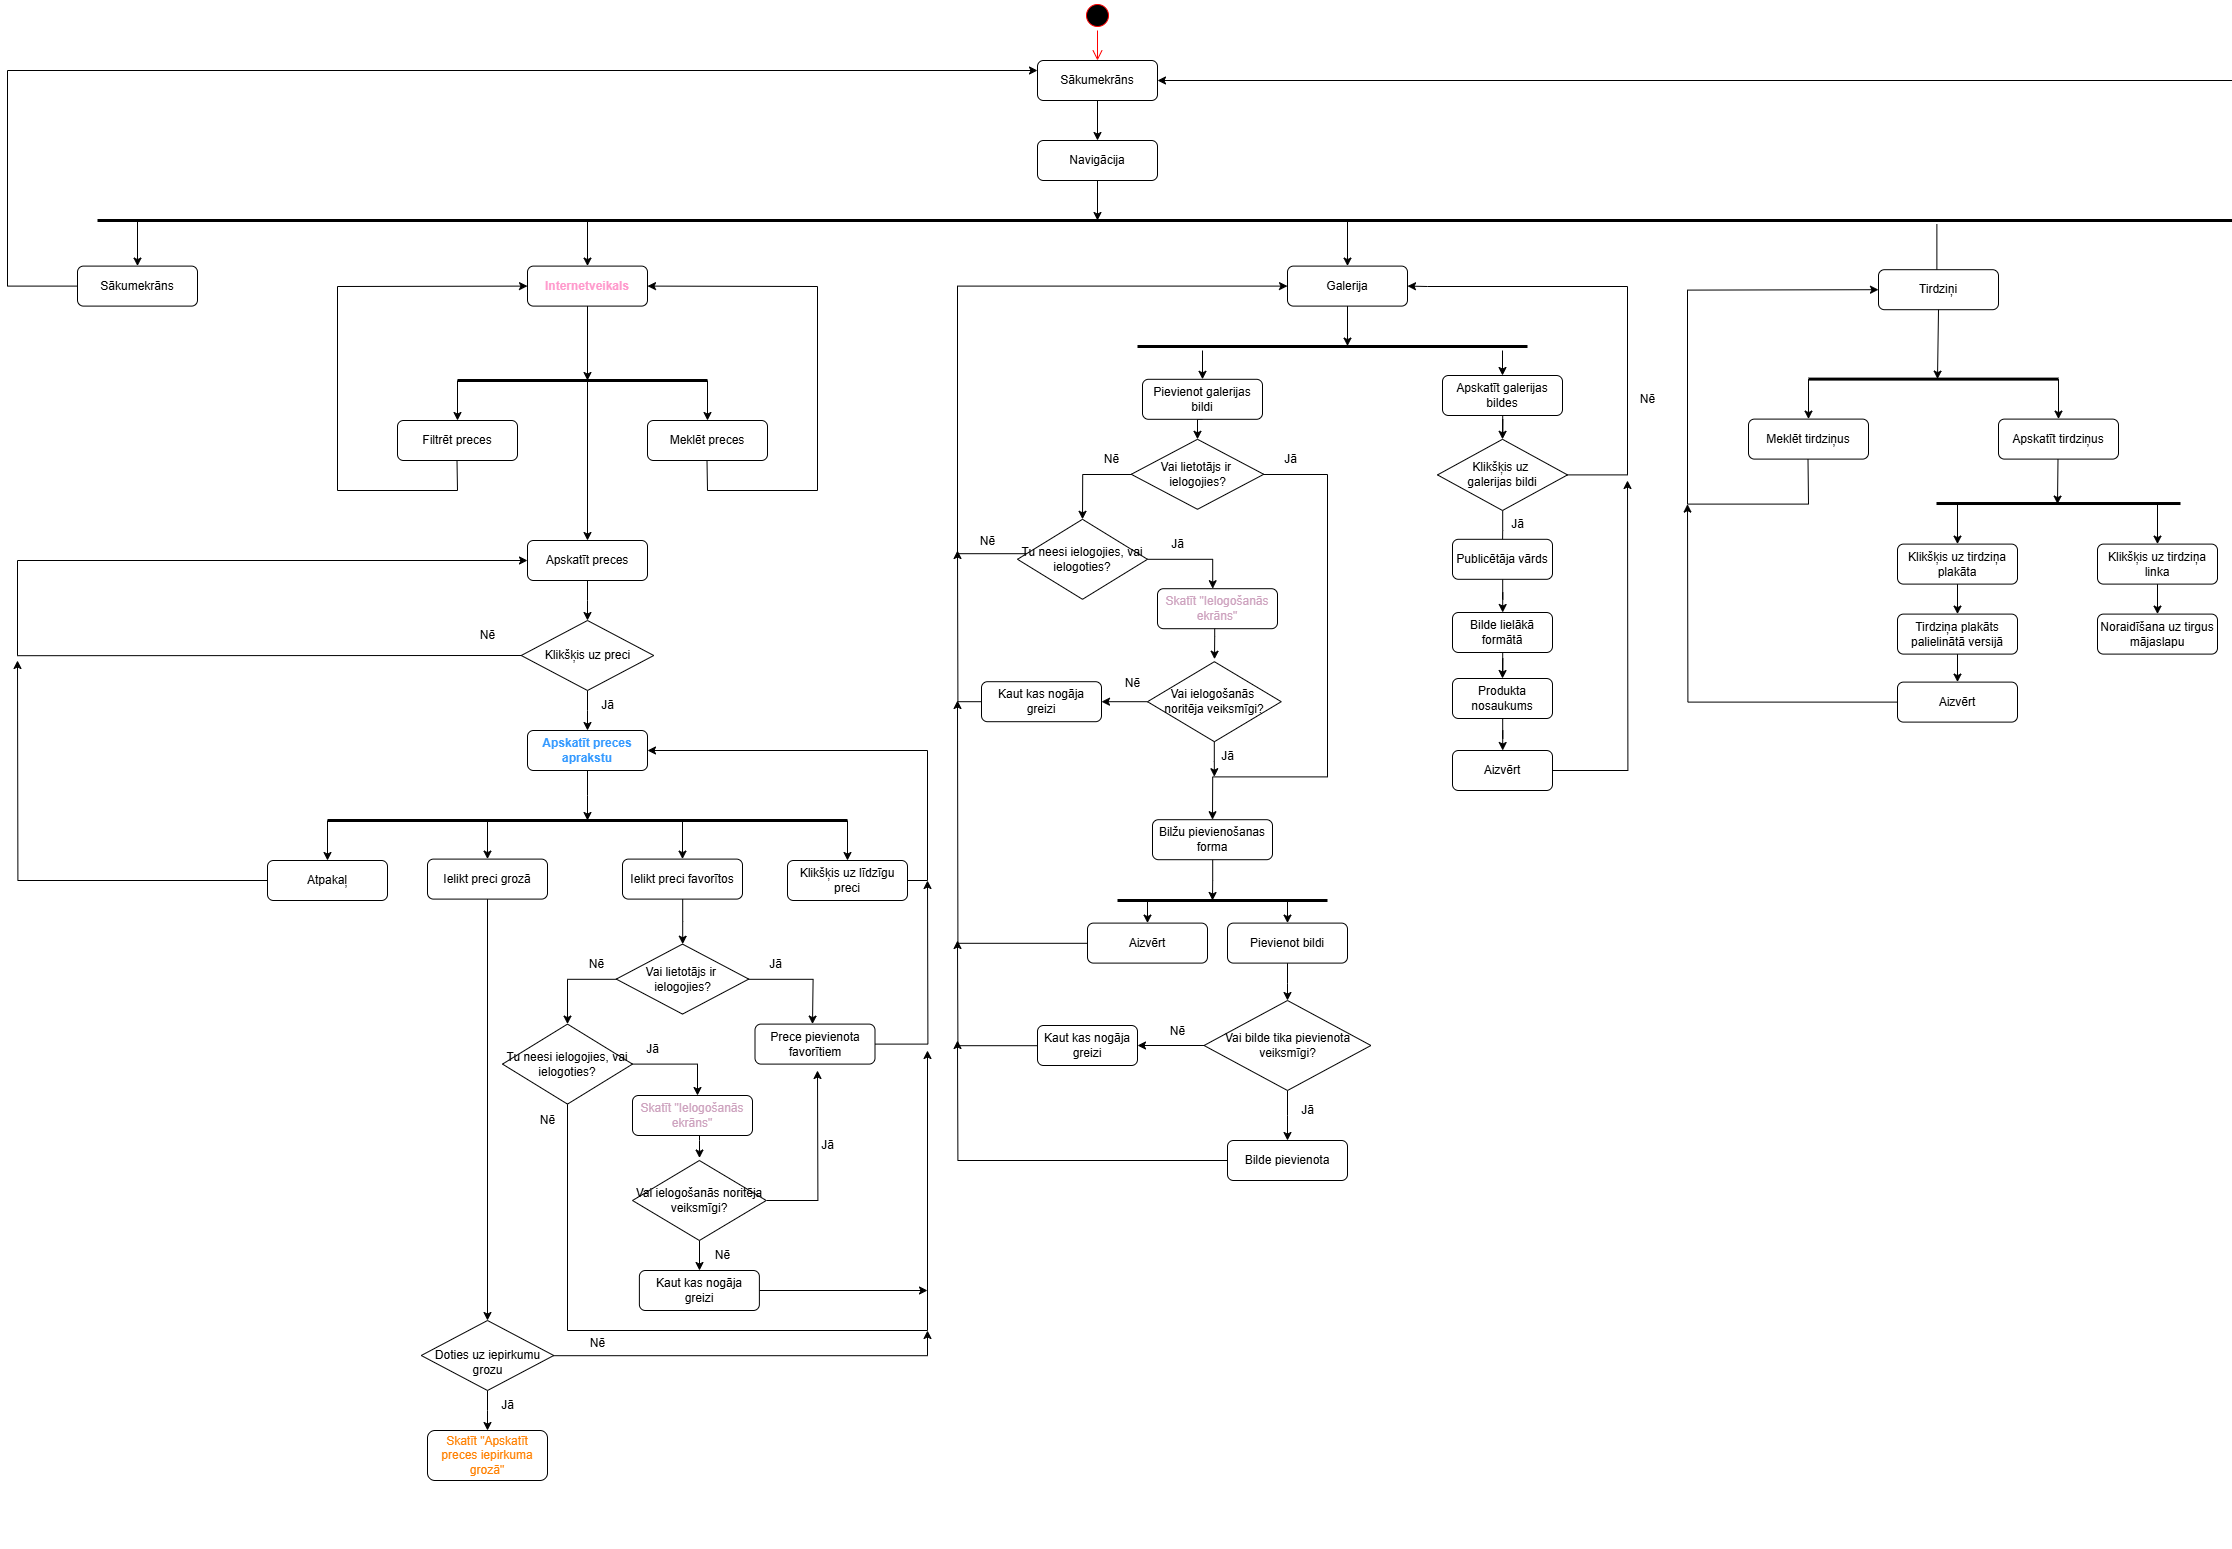 Sākumekrāns
Navigācija
Sākumekrāns
Internetveikals
Galerija
Tirdziņi
Filtrēt preces
Meklēt preces
Apskatīt preces
Nē
Klikšķis uz preci
Jā
Apskatīt preces
aprakstu
Atpakaļ
Ielikt preci grozā
Ielikt preci favorītos
Klikšķis uz līdzīgu
preci
Nē
Vai lietotājs ir
ielogojies?
Jā
Prece pievienota
favorītiem
Tu neesi ielogojies, vai
ielogoties?
Jā
Nē
Skatīt "Ielogošanās
ekrāns"
Jā
Vai ielogošanās noritēja
veiksmīgi?
Nē
Kaut kas nogāja
greizi
Doties uz iepirkumu
grozu
Nē
Jā
Skatīt "Apskatīt
preces iepirkuma
grozā"
Pievienot galerijas
bildi
Nē
Vai lietotājs ir
ielogojies?
Jā
Nē
Tu neesi ielogojies, vai
ielogoties?
Jā
Skatīt "Ielogošanās
ekrāns"
Kaut kas nogāja
greizi
Nē
Vai ielogošanās
noritēja veiksmīgi?
Jā
Bilžu pievienošanas
forma
Aizvērt
Pievienot bildi
Kaut kas nogāja
greizi
Nē
Vai bilde tika pievienota
veiksmīgi?
Jā
Bilde pievienota
Apskatīt galerijas
bildes
Nē
Klikšķis uz
galerijas bildi
Jā
Publicētāja vārds
Bilde lielākā
formātā
Produkta
nosaukums
Aizvērt
Meklēt tirdziņus
Apskatīt tirdziņus
Klikšķis uz tirdziņa
plakāta
Klikšķis uz tirdziņa
linka
Tirdziņa plakāts
palielinātā versijā
Noraidīšana uz tirgus
mājaslapu
Aizvērt